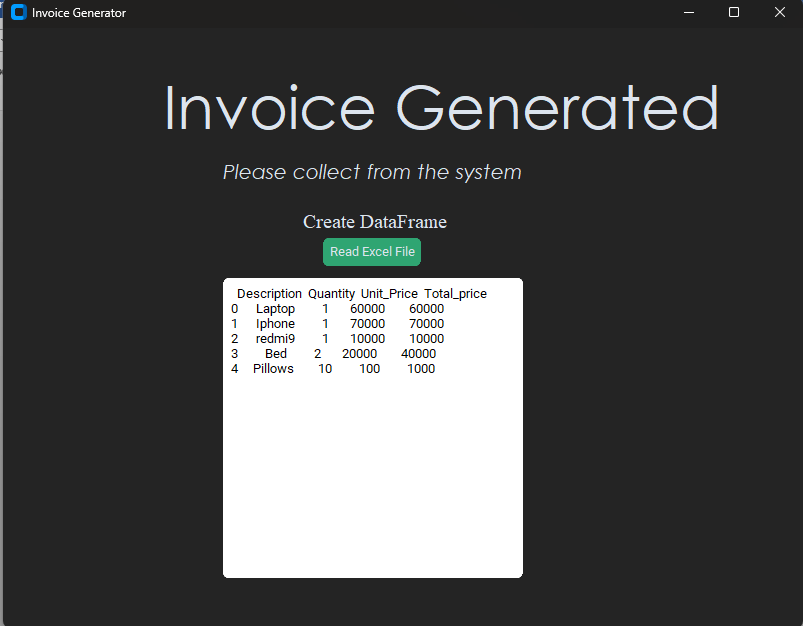 Invoice Generator
Invoice Generated
Please collect from the system
Create DataFrame
Read Excel File
Description Quantity Unit_Price Total_price
0 Laptop 1 60000 60000
1 Iphone 1 70000 70000
2 redmi9 1 10000 10000
3 Bed 2 20000 40000
4 Pillows 10 100 1000